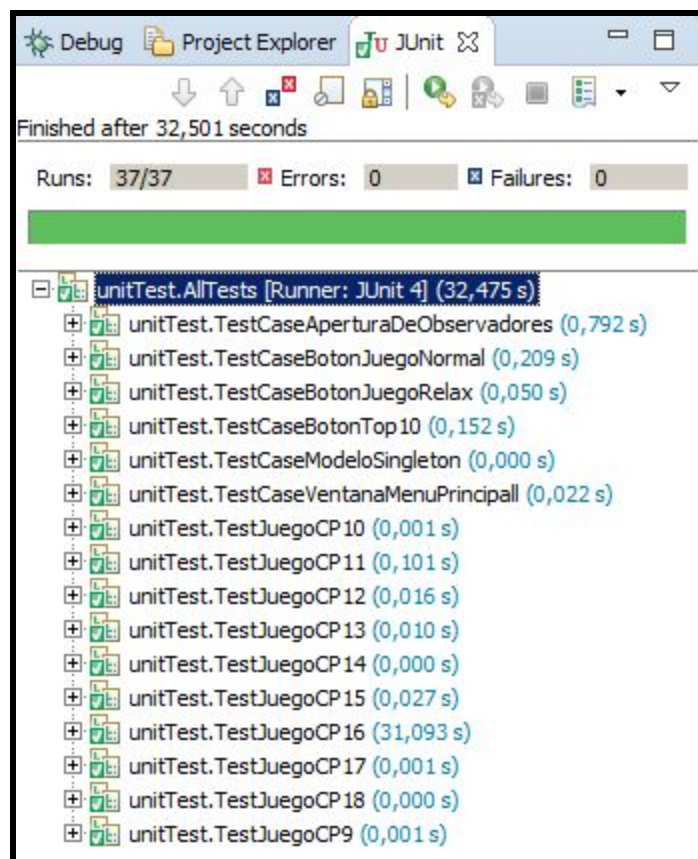 Debug Project Explorer JUnit
Finished after 32,501 seconds
Runs: 37/37 Errors: 0 Failures: 0
unitTest.AllTests [Runner: JUnit 4] (32,475 s)
unitTest.TestCaseAperturaDeObservadores (0,792 s)
unitTest.TestCaseBotonJuegoNormal (0,209 s)
unitTest.TestCaseBotonJuegoRelax (0,050 s)
unitTest.TestCaseBotonTop10 (0,152 s)
unitTest.TestCaseModeloSingleton (0,000 s)
unitTest.TestCaseVentanaMenuPrincipalI (0,022 s)
unitTest.TestJuegoCP10 (0,001 s)
unitTest.TestJuegoCP11 (0,101 s)
unitTest.TestJuegoCP12 (0,016 s)
unitTest.TestJuegoCP13 (0,010 s)
unitTest.TestJuegoCP14 (0,000 s)
unitTest.TestJuegoCP15 (0,027 s)
unitTest.TestJuegoCP16 (31,093 s)
unitTest.TestJuegoCP17 (0,001 s)
unitTest.TestJuegoCP18 (0,000 s)
unitTest.TestJuegoCP9 (0,001 s)